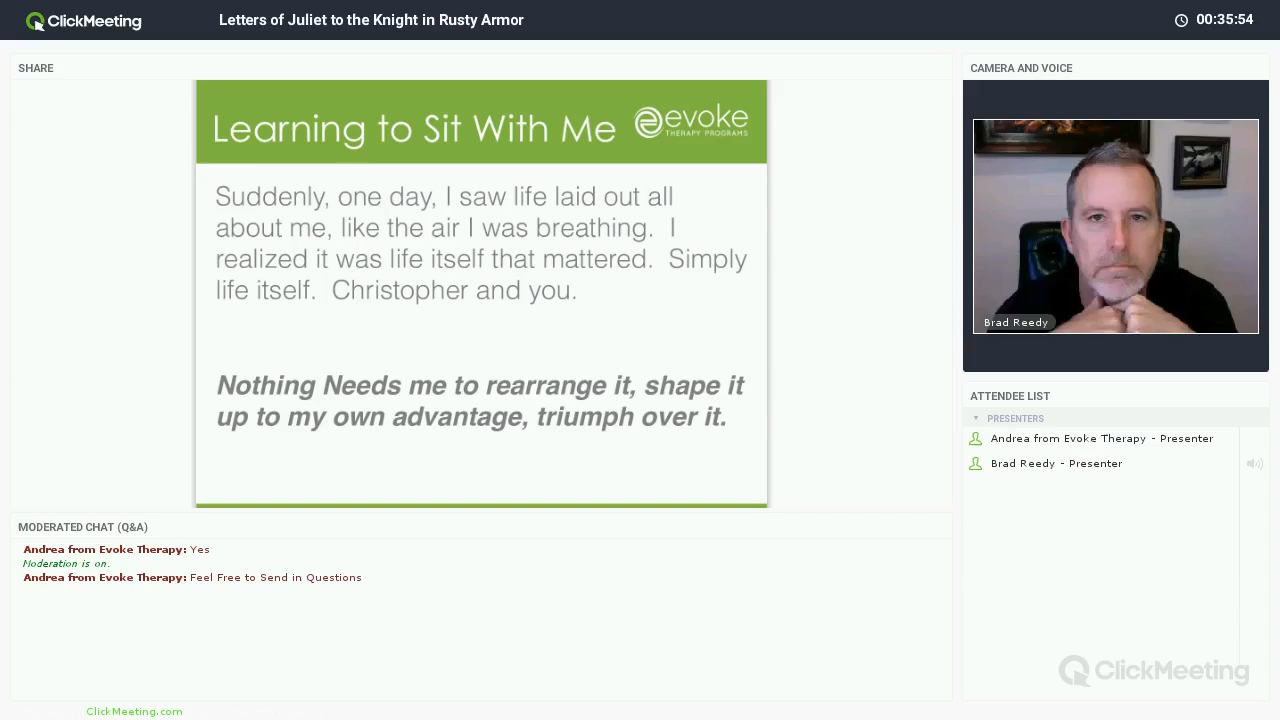 ClickMeeting
Letters of Juliet to the Knight in Rusty Armor
00:35:54
SHARE
Learning to Sit With Me
evoke
THERAPY PROGRAMS
Suddenly, one day, I saw life laid out all
about me, like the air I was breathing. I
realized it was life itself that mattered. Simply
life itself. Christopher and you.
Nothing Needs me to rearrange it, shape it
up to my own advantage, triumph over it.
CAMERA AND VOICE
Brad Reedy
ATTENDEE LIST
PRESENTERS
Andrea from Evoke Therapy - Presenter
Brad Reedy - Presenter
MODERATED CHAT (Q&A)
Andrea from Evoke Therapy: Yes
Moderation is on.
Andrea from Evoke Therapy: Feel Free to Send in Questions
ClickMeeting
ClickMeeting.com